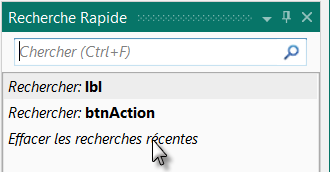 Recherche Rapide
Chercher (Ctrl+F)
Rechercher: lbl
Rechercher: btnAction
Effacer les recherches récentes